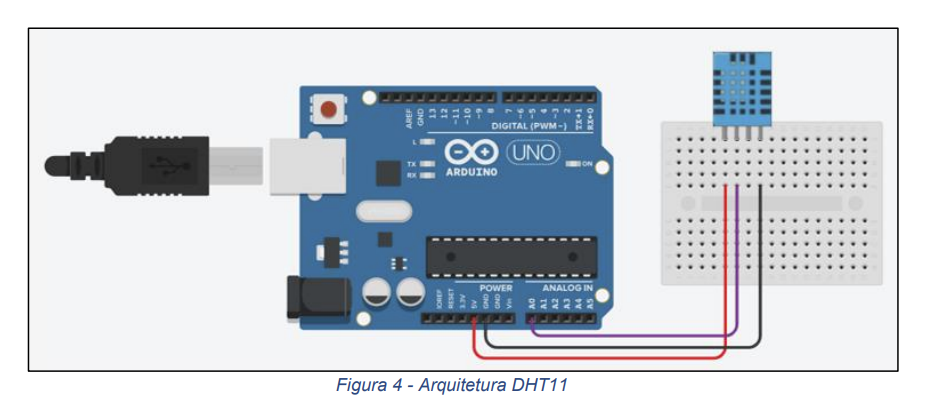 AREF
GND
13
12
~11
~10
~9
8
7
~6
~5
4
~3
2
TX→1
RX←0
DIGITAL (PWM~)
L
TX
RX
UNO
ON
ARDUINO
POWER
ANALOG IN
IOREF
RESET
3.3V
5V
GND
GND
Vin
A0
A1
A2
A3
A4
A5
Figura 4 - Arquitetura DHT11